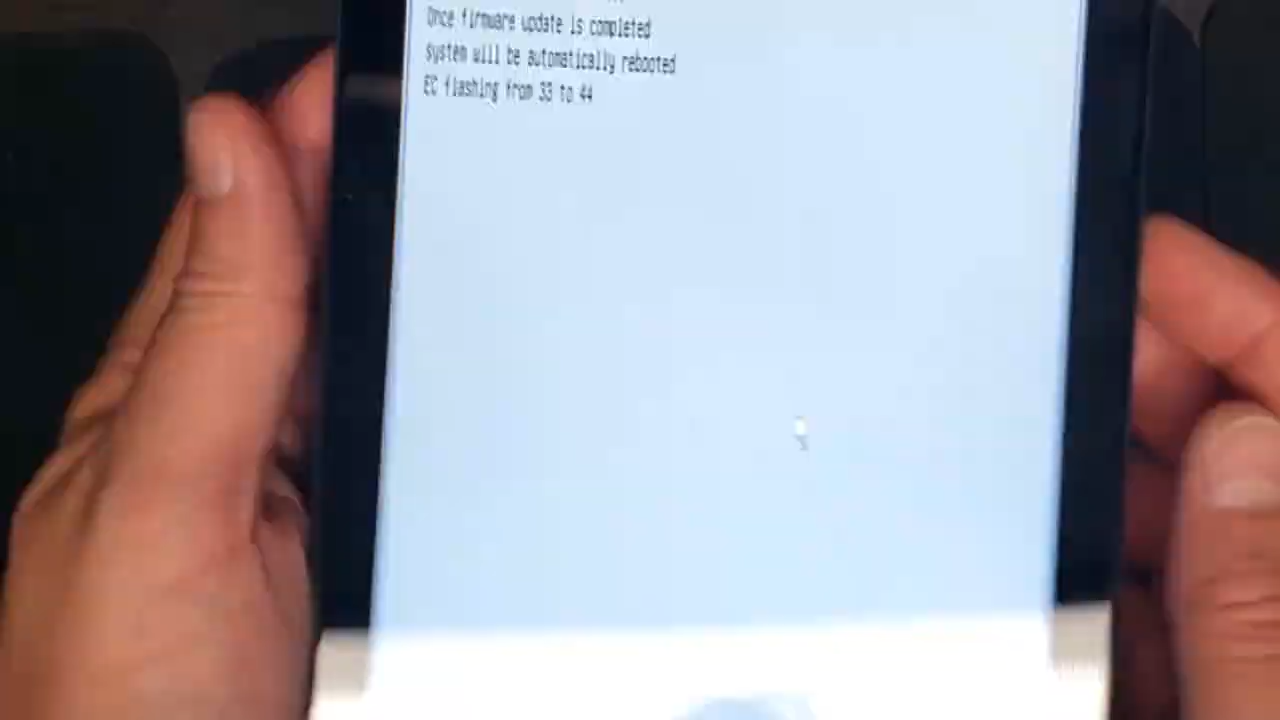 Once firmware update is completed
system will be automatically rebooted
EC flashing from 33 to 44